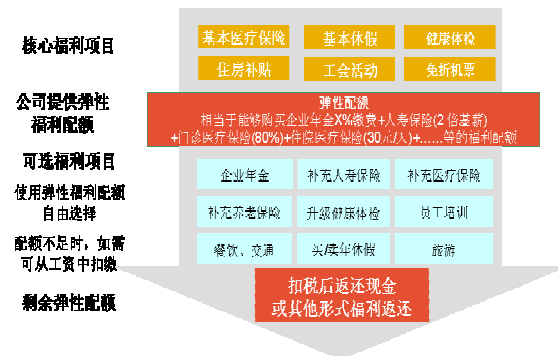 核心福利项目
基本医疗保险
基本休假
健康体检
住房补贴
工会活动
免折机票
公司提供弹性
福利配额
弹性配额
相当于能够购买企业年金X%缴费+人寿保险(2倍基薪)
+门诊医疗保险(80%)+住院医疗保险(30元/天)+……等的福利配额
可选福利项目
使用弹性福利配额
自由选择
配额不足时，如需
可从工资中扣缴
企业年金
补充人寿保险
补充医疗保险
补充养老保险
升级健康体检
员工培训
餐饮、交通
买/卖年休假
旅游
剩余弹性配额
扣税后返还现金
或其他形式福利返还